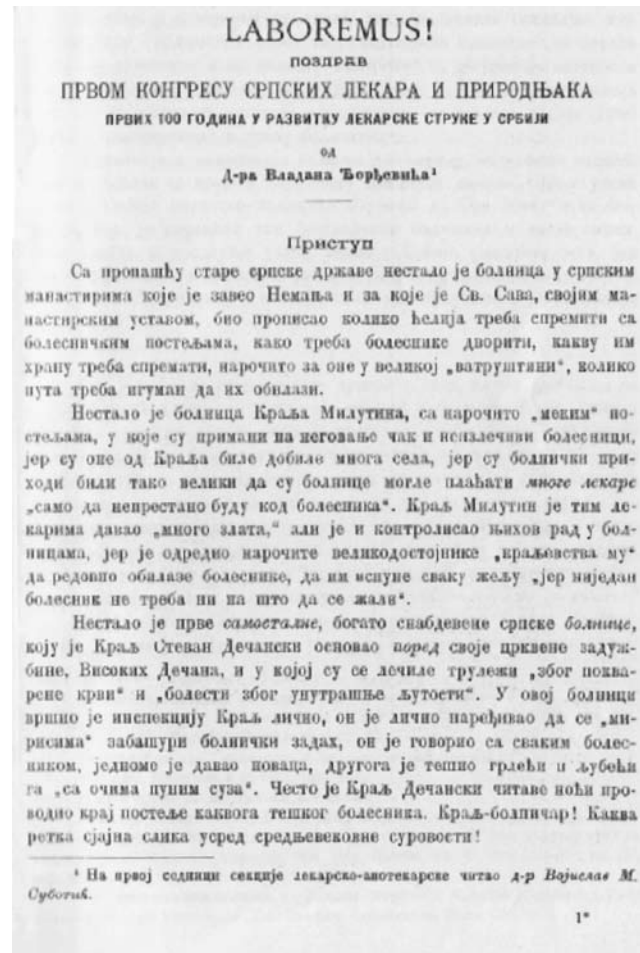 LABOREMUS!
ПОЗДРАВ
ПРВОМ КОНГРЕСУ СРПСКИХ ЛЕКАРА И ПРИРОДЊАКА
ПРВИХ 100 ГОДИНА У РАЗВИТКУ ЛЕКАРСКЕ СТРУКЕ У СРБИЈИ
ОД
Д-ра Владана Ђорђевића¹
Приступ
Са пропашћу старе српске државе нестало је болница у српским
манастирима које је завео Немања и за које је Св. Сава, својим ма-
настирским уставом, био прописао колико ћелија треба спремити са
болесничким постељама, како треба болеснике дворити, какву им
храну треба спремати, нарочито за оне у великој „ватруштини“, колико
пута треба игуман да их обилази.
Нестало је болница Краља Милутина, са нарочито „меким“ по-
стељама, у које су примани на неговање чак и неизлечиви болесници,
јер су оне од Краља биле добиле многа села, јер су болнички при-
ходи били тако велики да су болнице могле плаћати многе лекаре
„само да непрестано буду код болесника“. Краљ Милутин је тим ле-
карима давао „много злата,“ али је и контролисао њихов рад у бол-
ницама, јер је одредио нарочите великодостојнике „краљевства му“
да редовно обилазе болеснике, да им испуне сваку жељу „јер ниједан
болесник не треба ни на што да се жали“.
Нестало је прве самосталне, богато снабдевене српске болнице,
коју је Краљ Стеван Дечански основао поред своје црквене задуж-
бине, Високих Дечана, и у којој су се лечиле трулежи „због поква-
рене крви“ и „болести због унутрашње љутости“. У овој болници
вршио је инспекцију Краљ лично, он је лично наређивао да се „ми-
рисима“ забашури болнички задах, он је говорио са сваким болес-
ником, једноме је давао новаца, другога је тешио грлећи и љубећи
га „са очима пуним суза“. Често је Краљ Дечански читаве ноћи про-
водио крај постеље каквога тешког болесника. Краљ-болничар! Каква
ретка сјајна слика усред средњевековне суровости!
¹ На првој седници секције лекарско-апотекарске читао д-р Војислав М.
Суботић.
1*